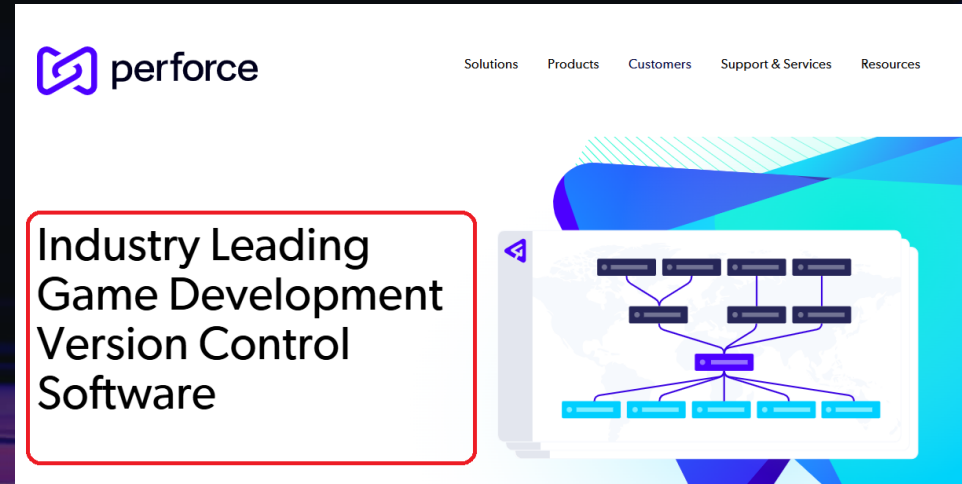 perforce
Solutions Products Customers Support & Services Resources
Industry Leading
Game Development
Version Control
Software